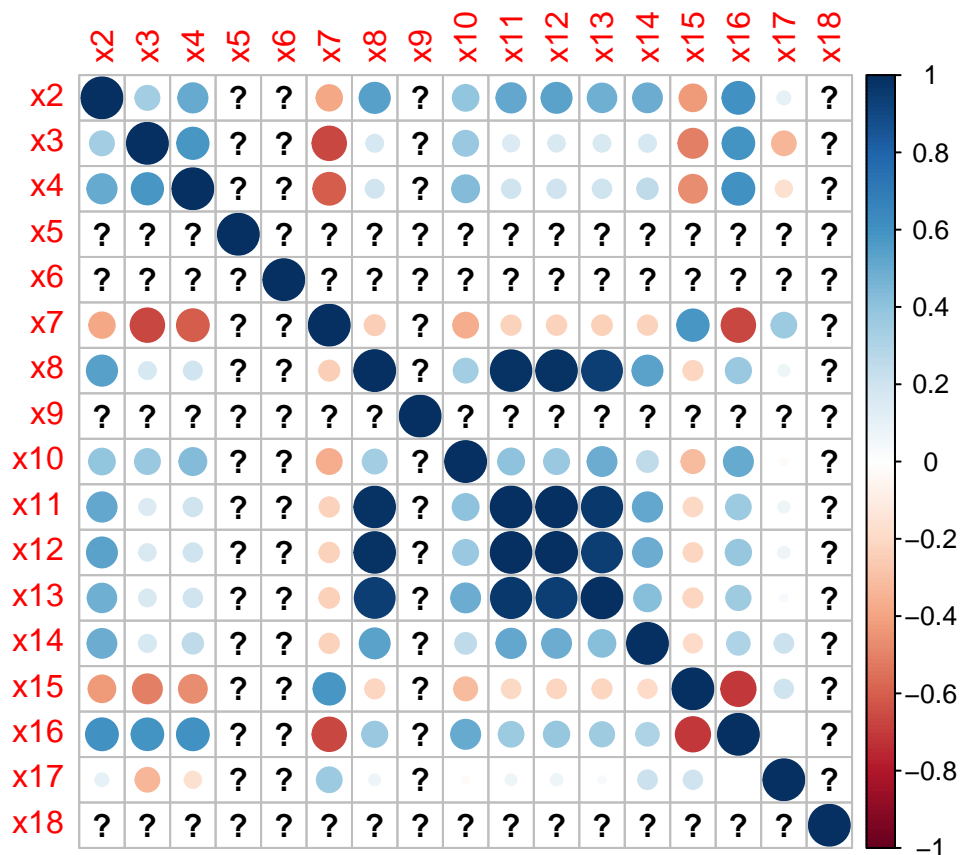 x2 x3 x4 x5 x6 x7 x8 x9 x10 x11 x12 x13 x14 x15 x16 x17 x18
x2 ? ? ? ?
x3 ? ? ? ?
x4 ? ? ? ?
x5 ? ? ? ? ? ? ? ? ? ? ? ? ? ? ? ?
x6 ? ? ? ? ? ? ? ? ? ? ? ? ? ? ? ?
x7 ? ? ? ?
x8 ? ? ? ?
x9 ? ? ? ? ? ? ? ? ? ? ? ? ? ? ? ?
x10 ? ? ? ?
x11 ? ? ? ?
x12 ? ? ? ?
x13 ? ? ? ?
x14 ? ? ? ?
x15 ? ? ? ?
x16 ? ? ? ?
x17 ? ? ? ?
x18 ? ? ? ? ? ? ? ? ? ? ? ? ? ? ? ?
1
0.8
0.6
0.4
0.2
0
−0.2
−0.4
−0.6
−0.8
−1